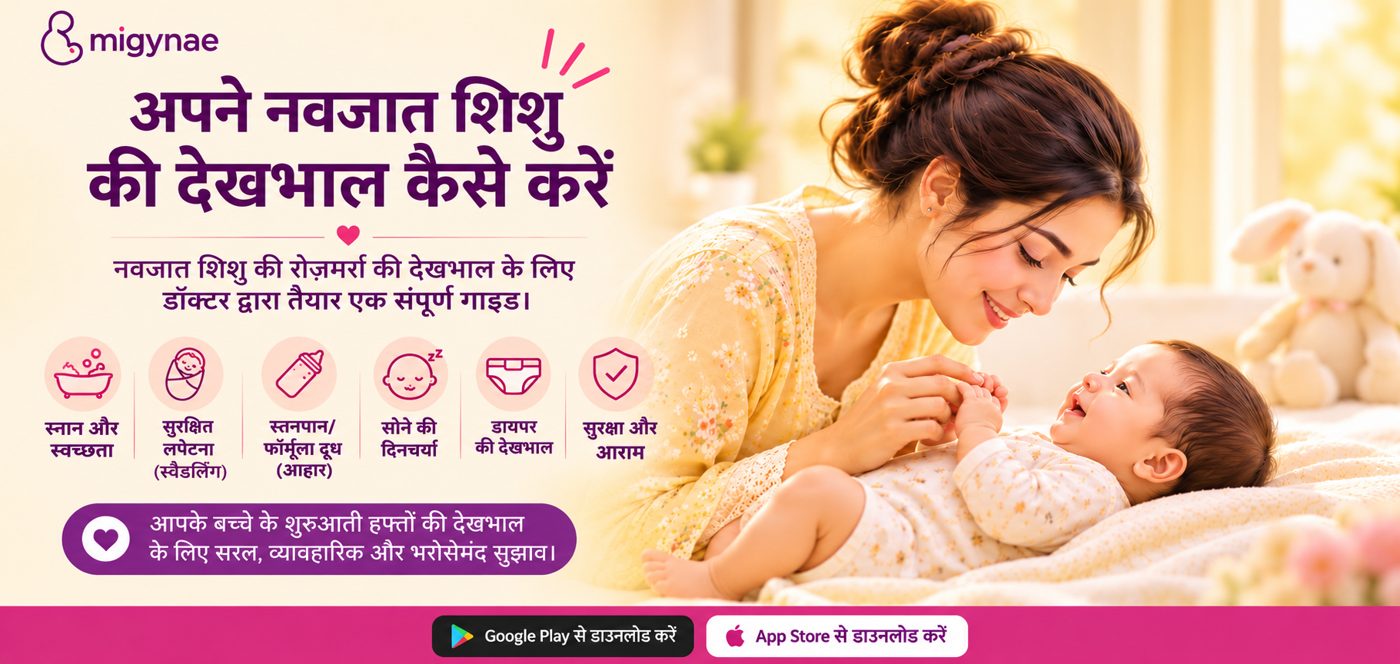 migynae
अपने नवजात शिशु
की देखभाल कैसे करें
नवजात शिशु की रोज़मर्रा की देखभाल के लिए
डॉक्टर द्वारा तैयार एक संपूर्ण गाइड।
स्नान और
स्वच्छता
सुरक्षित
लपेटना
(स्वैडलिंग)
स्तनपान/
फॉर्मूला दूध
(आहार)
zz
सोने की
दिनचर्या
डायपर
की देखभाल
सुरक्षा और
आराम
आपके बच्चे के शुरुआती हफ्तों की देखभाल
के लिए सरल, व्यावहारिक और भरोसेमंद सुझाव।
Google Play से डाउनलोड करें
App Store से डाउनलोड करें